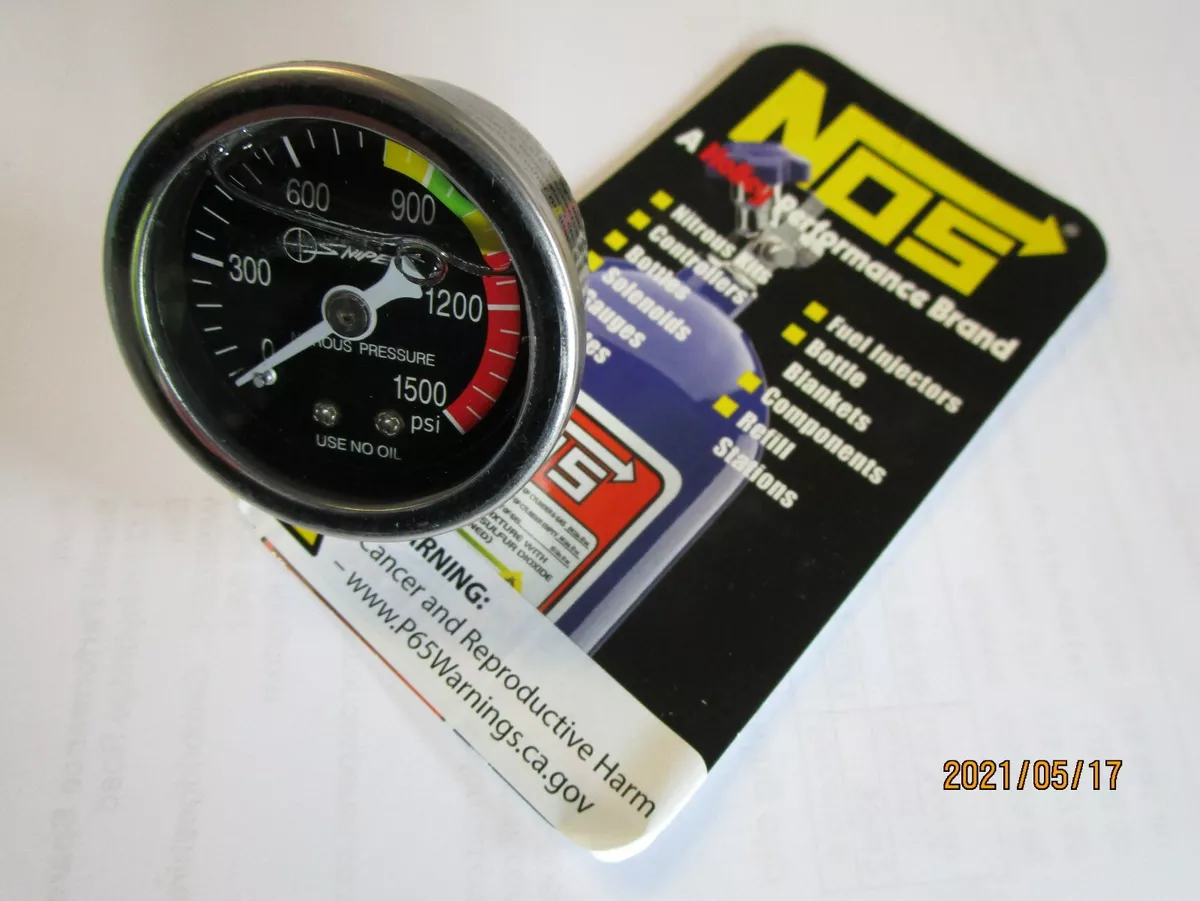 600
900
SNIPER
300
1200
0
NITROUS PRESSURE
1500
psi
USE NO OIL
NOS
®
A Holley Performance Brand
Nitrous Kits
Controllers
Bottles
Solenoids
Gauges
Fuel Injectors
Bottle
Blankets
Components
Refill
Stations
WARNING:
Cancer and Reproductive Harm
– www.P65Warnings.ca.gov
2021/05/17